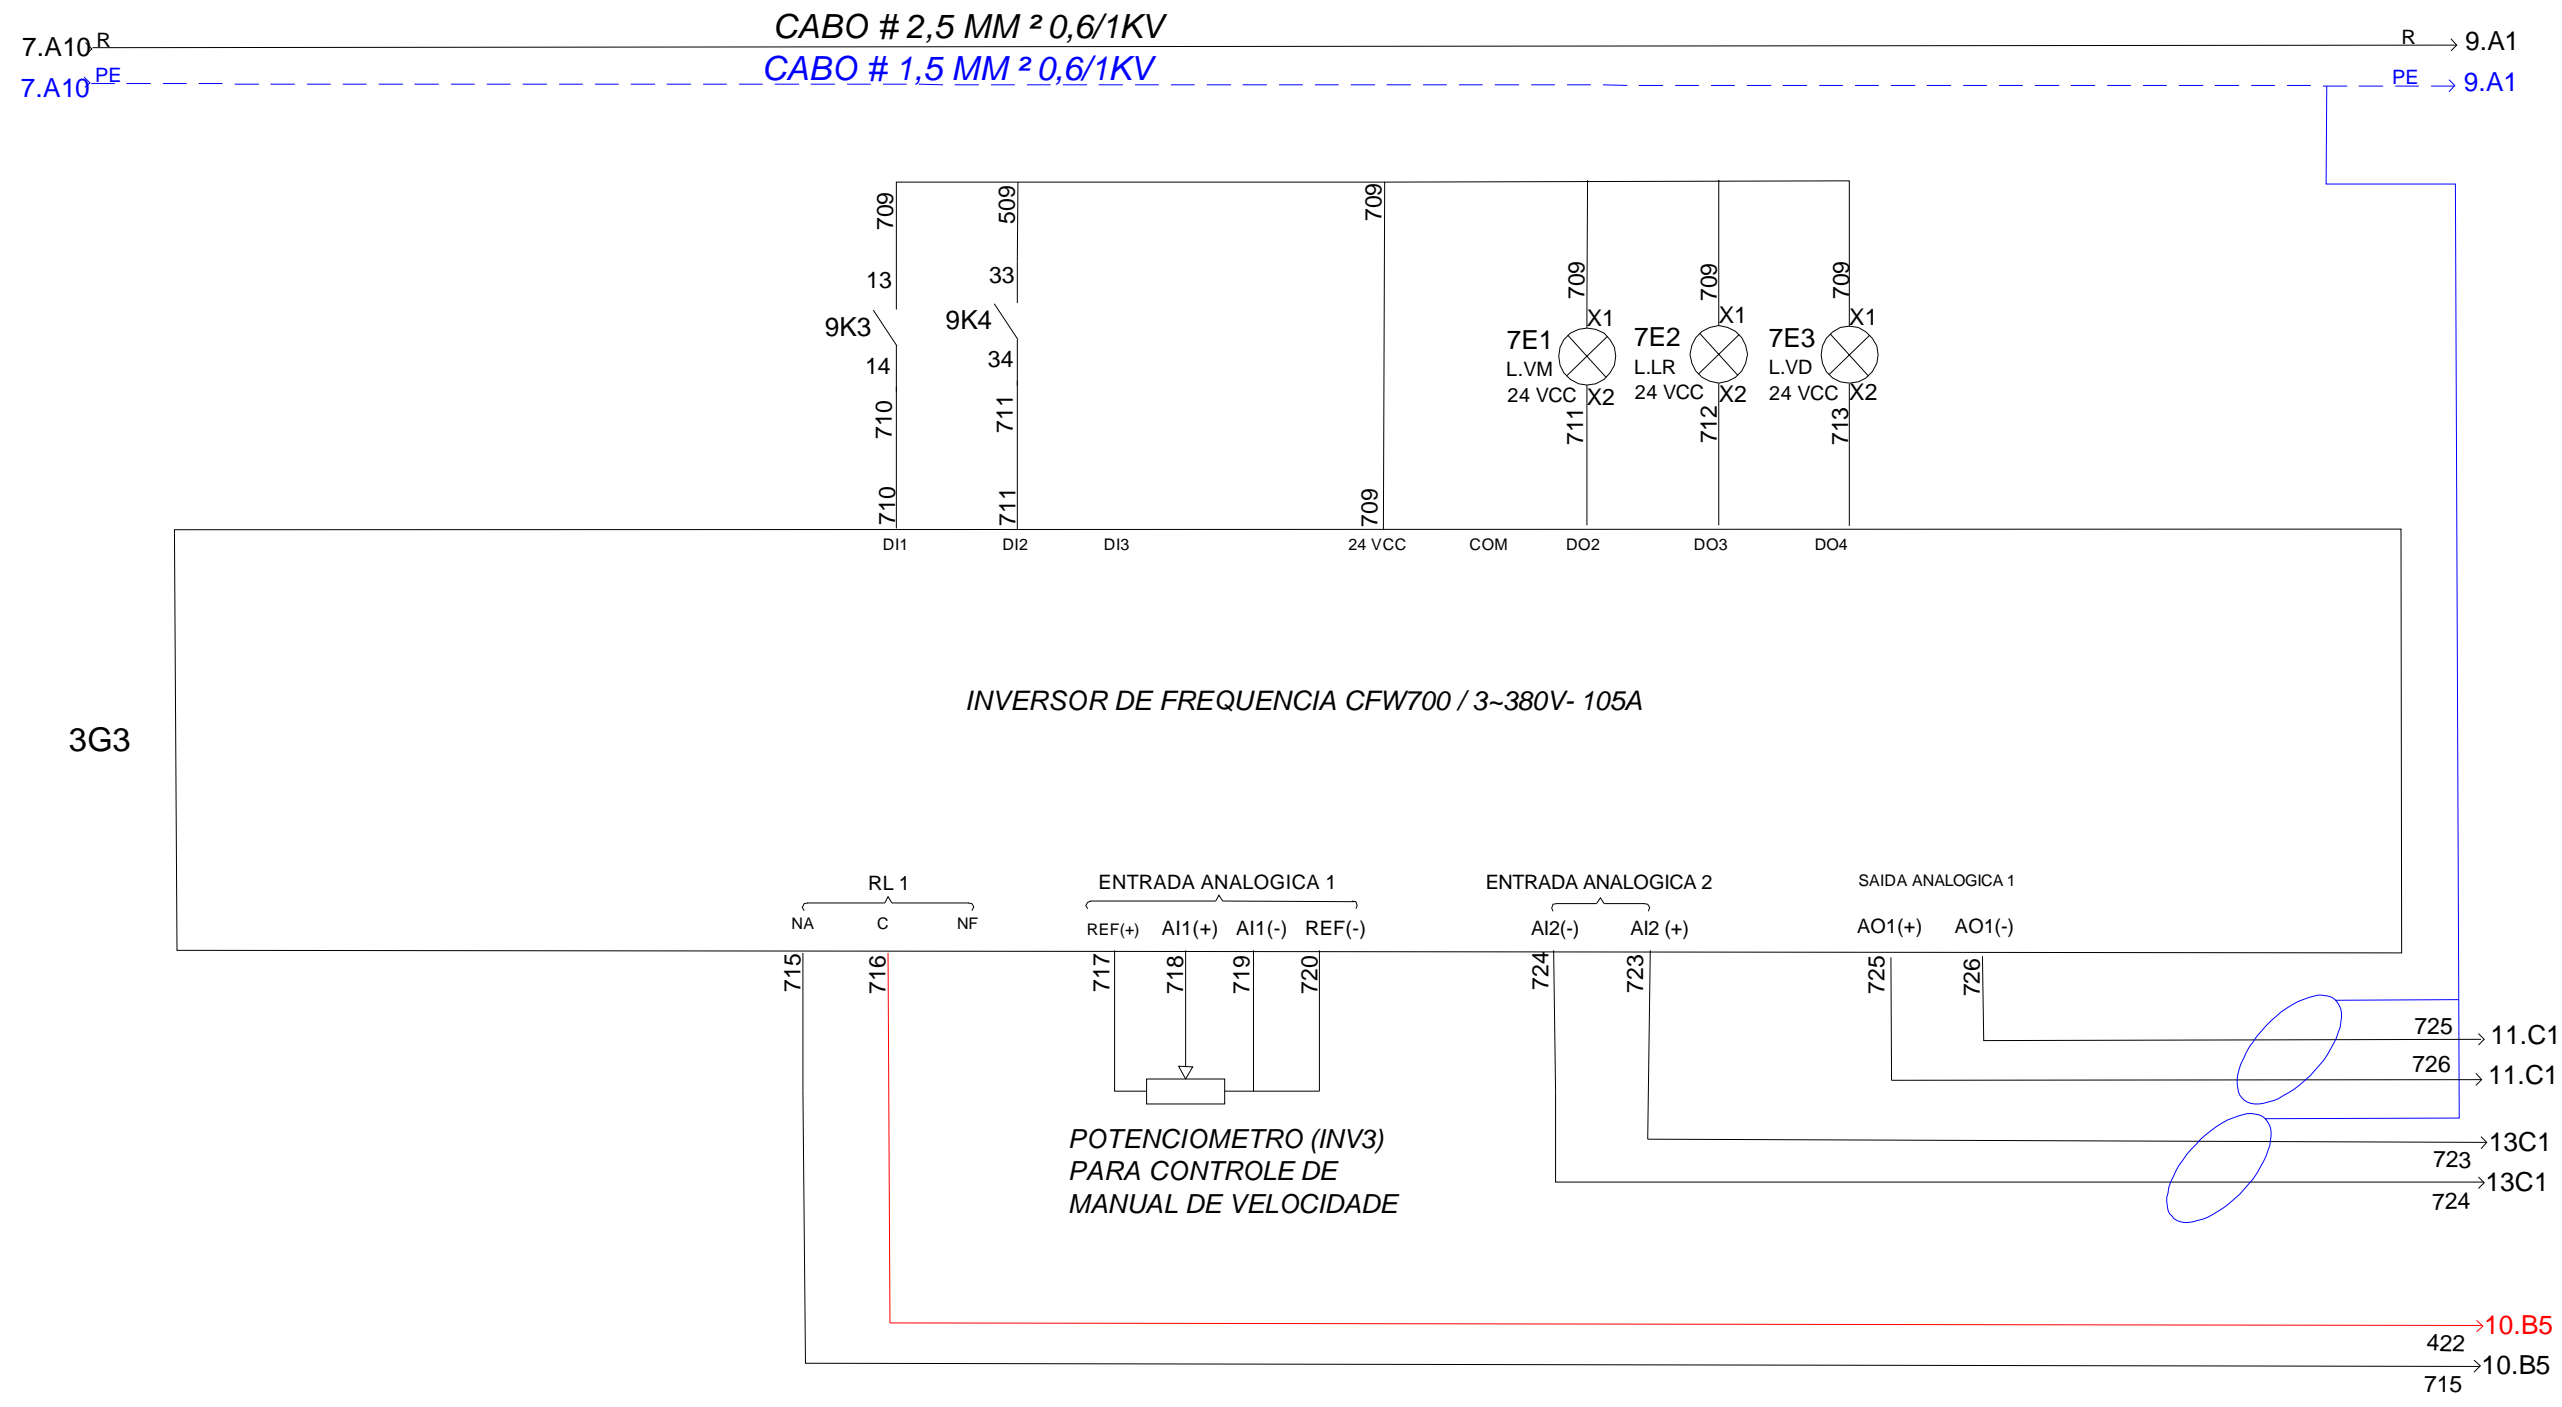 CABO # 2,5 MM ² 0,6/1KV
7.A10 R R 9.A1
CABO # 1,5 MM ² 0,6/1KV
7.A10 PE PE 9.A1
709 509 709
709 709 709
13 33
9K3 9K4
14 34
X1 X1 X1
7E1 7E2 7E3
L.VM L.LR L.VD
24 VCC 24 VCC 24 VCC
X2 X2 X2
710 711 711 712 713
710 711 709
DI1 DI2 DI3 24 VCC COM DO2 DO3 DO4
INVERSOR DE FREQUENCIA CFW700 / 3~380V- 105A
3G3
RL 1 ENTRADA ANALOGICA 1 ENTRADA ANALOGICA 2 SAIDA ANALOGICA 1
NA C NF REF(+) AI1(+) AI1(-) REF(-) AI2(-) AI2 (+) AO1(+) AO1(-)
715 716 717 718 719 720 724 723 725 726
725 11.C1
726 11.C1
POTENCIOMETRO (INV3)
PARA CONTROLE DE
MANUAL DE VELOCIDADE
13C1
723
13C1
724
10.B5
422
10.B5
715